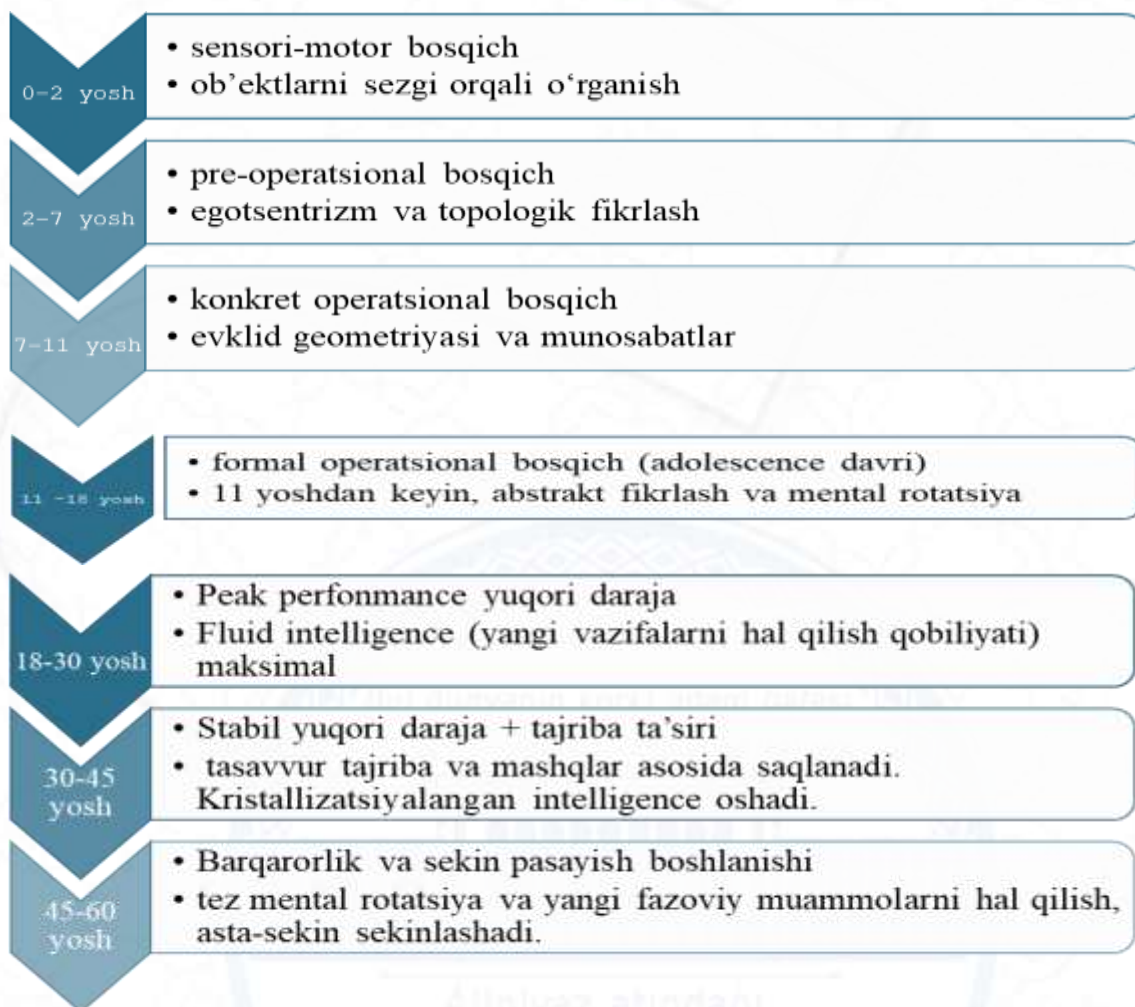 0–2 yosh
• sensori-motor bosqich
• ob’ektlarni sezgi orqali o‘rganish
2–7 yosh
• pre-operatsional bosqich
• egotsentrizm va topologik fikrlash
7–11 yosh
• konkret operatsional bosqich
• evklid geometriyasi va munosabatlar
11 –18 yosh
• formal operatsional bosqich (adolescence davri)
• 11 yoshdan keyin, abstrakt fikrlash va mental rotatsiya
18-30 yosh
• Peak perfonmance yuqori daraja
• Fluid intelligence (yangi vazifalarni hal qilish qobiliyati)
maksimal
30-45
yosh
• Stabil yuqori daraja + tajriba ta’siri
• tasavvur tajriba va mashqlar asosida saqlanadi.
Kristallizatsiyalangan intelligence oshadi.
45-60
yosh
• Barqarorlik va sekin pasayish boshlanishi
• tez mental rotatsiya va yangi fazoviy muammolarni hal qilish,
asta-sekin sekinlashadi.